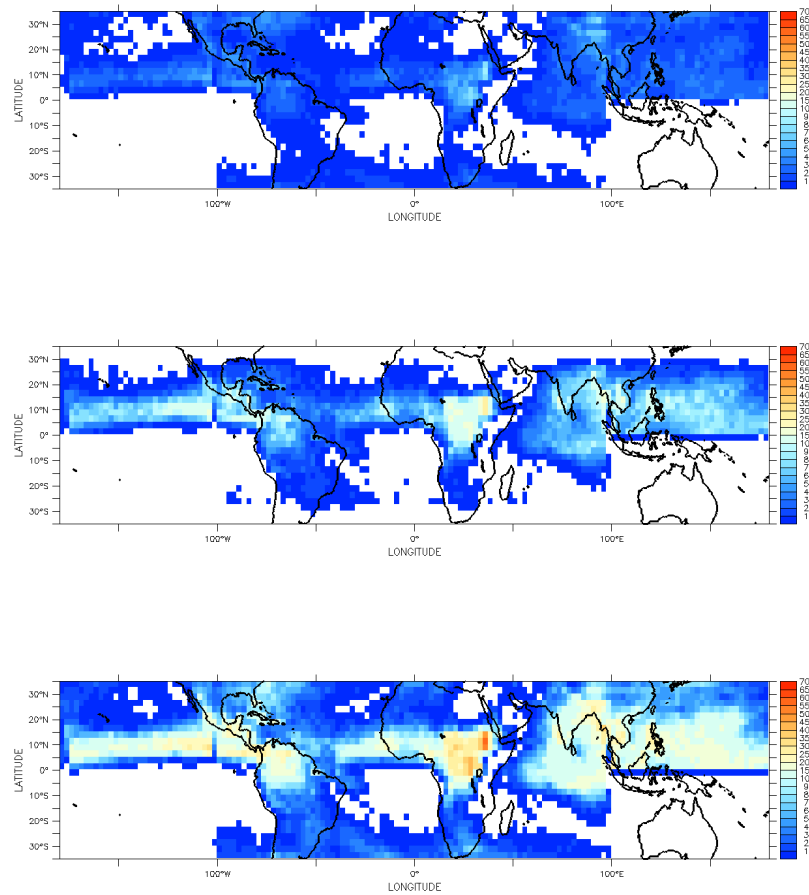 70
65
60
55
50
45
40
35
30
25
20
15
10
9
8
7
6
5
4
3
2
1
30°N
20°N
10°N
0°
10°S
20°S
30°S
LATITUDE
100°W 0° 100°E
LONGITUDE
70
65
60
55
50
45
40
35
30
25
20
15
10
9
8
7
6
5
4
3
2
1
30°N
20°N
10°N
0°
10°S
20°S
30°S
LATITUDE
100°W 0° 100°E
LONGITUDE
70
65
60
55
50
45
40
35
30
25
20
15
10
9
8
7
6
5
4
3
2
1
30°N
20°N
10°N
0°
10°S
20°S
30°S
LATITUDE
100°W 0° 100°E
LONGITUDE